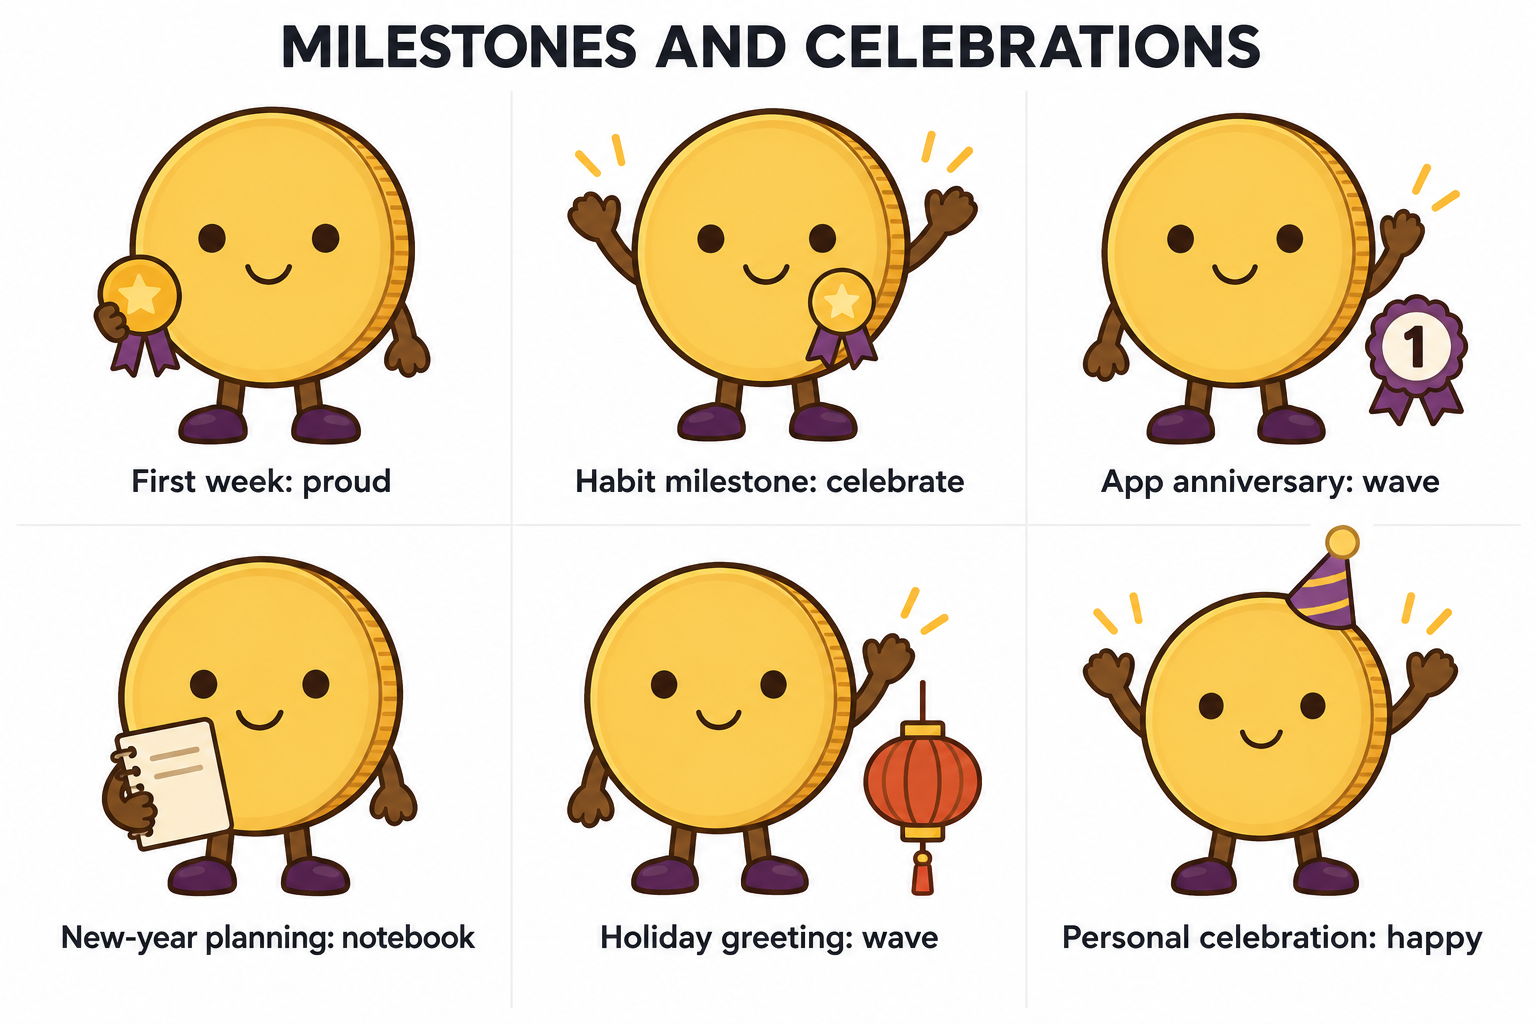 MILESTONES AND CELEBRATIONS
First week: proud
Habit milestone: celebrate
1
App anniversary: wave
New-year planning: notebook
Holiday greeting: wave
Personal celebration: happy